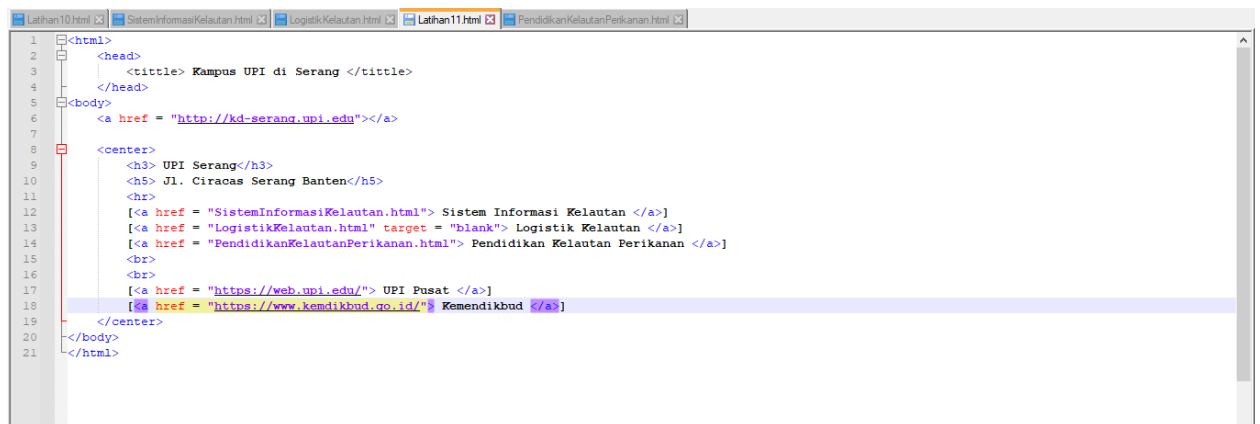 Latihan10.html SistemInformasiKelautan.html LogistikKelautan.html Latihan11.html PendidikanKelautanPerikanan.html
1 <html>
2 <head>
3 <tittle> Kampus UPI di Serang </tittle>
4 </head>
5 <body>
6 <a href = "http://kd-serang.upi.edu"></a>
7
8 <center>
9 <h3> UPI Serang</h3>
10 <h5> Jl. Ciracas Serang Banten</h5>
11 <hr>
12 [<a href = "SistemInformasiKelautan.html"> Sistem Informasi Kelautan </a>]
13 [<a href = "LogistikKelautan.html" target = "blank"> Logistik Kelautan </a>]
14 [<a href = "PendidikanKelautanPerikanan.html"> Pendidikan Kelautan Perikanan </a>]
15 <br>
16 <br>
17 [<a href = "https://web.upi.edu/"> UPI Pusat </a>]
18 [<a href = "https://www.kemdikbud.go.id/"> Kemendikbud </a>]
19 </center>
20 </body>
21 </html>